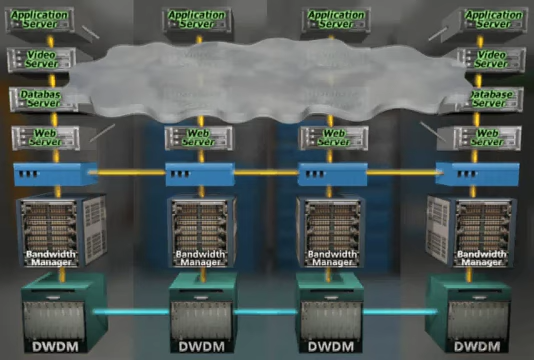 Application
Server
Application
Server
Application
Server
Application
Server
Video
Server
Video
Server
Databas
Server
Database
Server
Web
Server
Web
Server
Web
Server
Web
Server
Bandwidth
Manager
Bandwidth
Manager
Bandwidth
Manager
Bandwidth
Manager
DWDM
DWDM
DWDM
DWDM